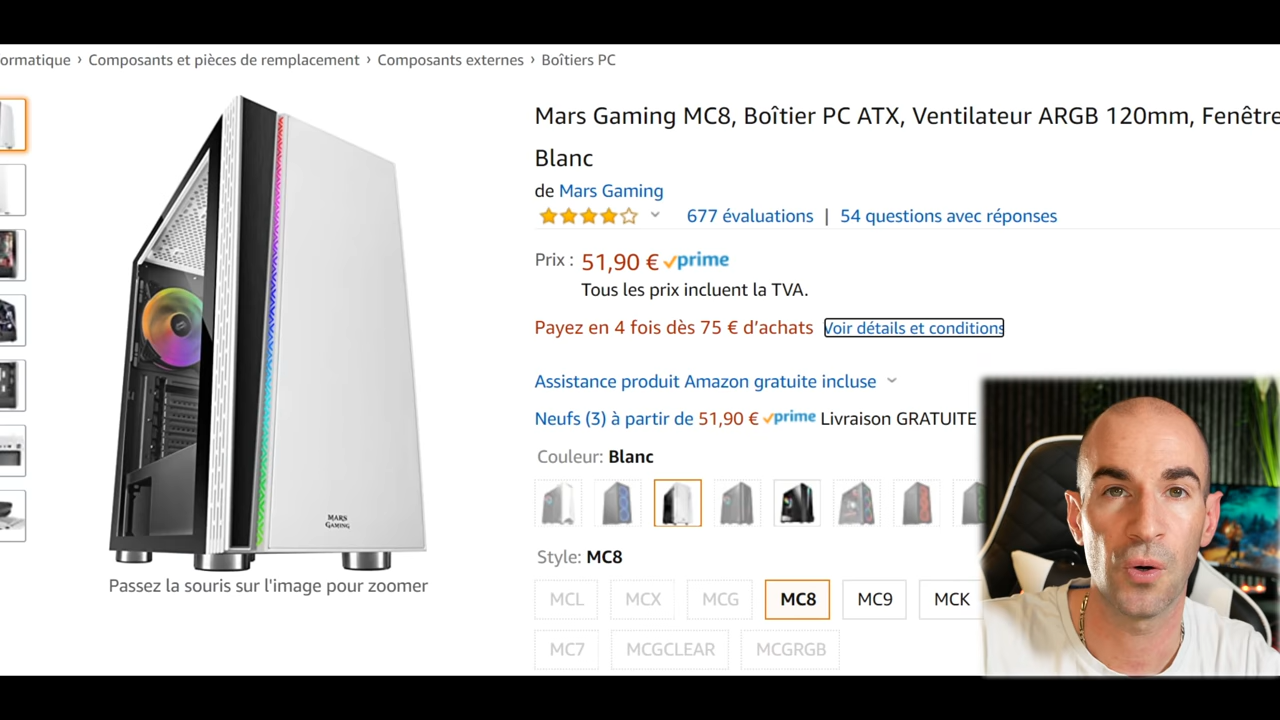 ormatique › Composants et pièces de remplacement › Composants externes › Boîtiers PC
Mars Gaming MC8, Boîtier PC ATX, Ventilateur ARGB 120mm, Fenêtre
Blanc
de Mars Gaming
677 évaluations | 54 questions avec réponses
Prix : 51,90 € prime
Tous les prix incluent la TVA.
Payez en 4 fois dès 75 € d’achats Voir détails et conditions
Assistance produit Amazon gratuite incluse
Neufs (3) à partir de 51,90 € prime Livraison GRATUITE
Couleur: Blanc
Style: MC8
MCL MCX MCG MC8 MC9 MCK
MC7 MCGCLEAR MCGRGB
MARS
GAMING
Passez la souris sur l'image pour zoomer